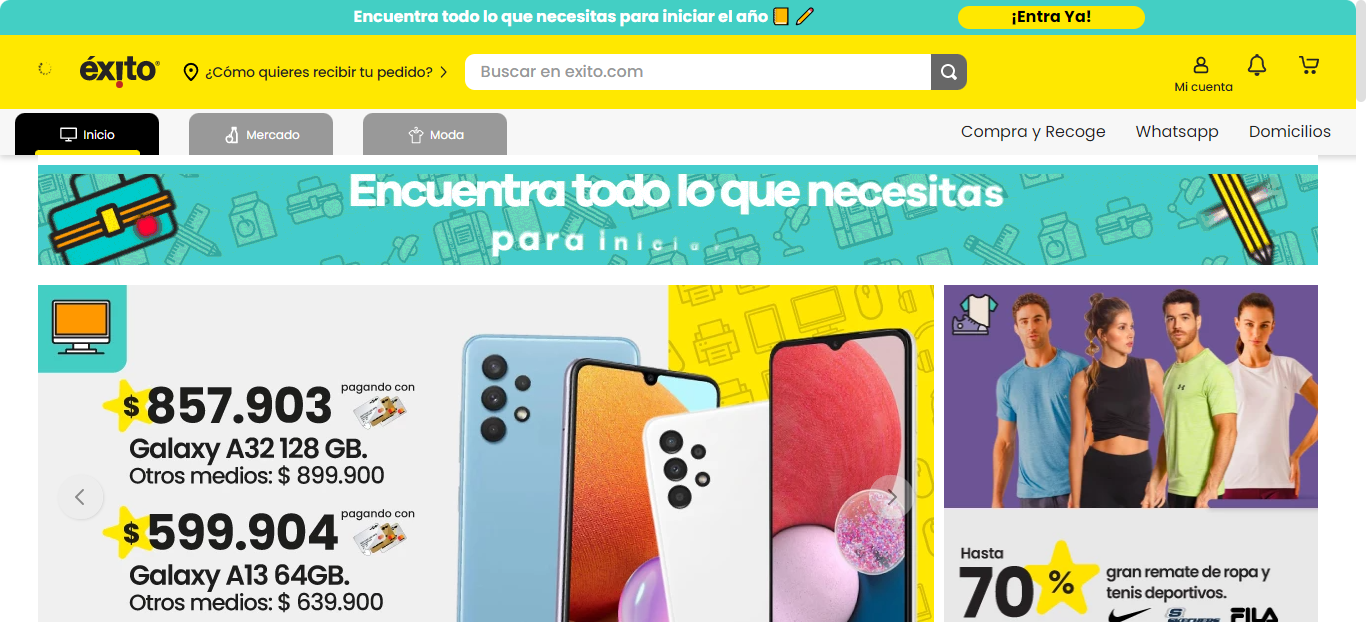 Encuentra todo lo que necesitas para iniciar el año
¡Entra Ya!
éxito
¿Cómo quieres recibir tu pedido?
Buscar en exito.com
Mi cuenta
Inicio
Mercado
Moda
Compra y Recoge
Whatsapp
Domicilios
Encuentra todo lo que necesitas
para inicia
$ 857.903
pagando con
Galaxy A32 128 GB.
Otros medios: $ 899.900
$ 599.904
pagando con
Galaxy A13 64GB.
Otros medios: $ 639.900
Hasta
70 %
gran remate de ropa y
tenis deportivos.
SKECHERS
FILA